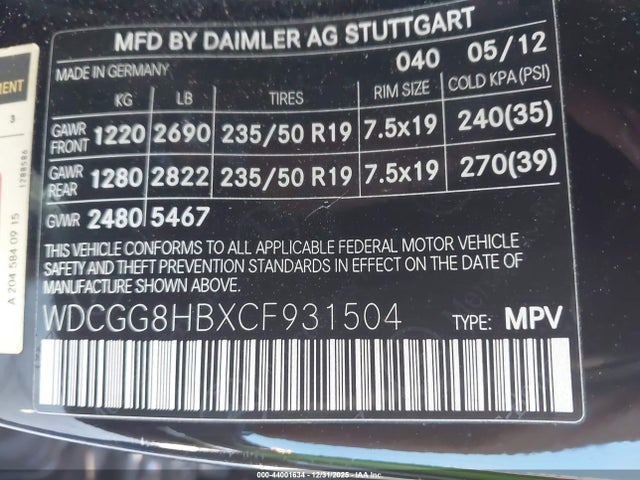 MFD BY DAIMLER AG STUTTGART
MADE IN GERMANY 040 05/12
KG LB TIRES RIM SIZE COLD KPA (PSI)
GAWR FRONT 1220 2690 235/50 R19 7.5x19 240(35)
GAWR REAR 1280 2822 235/50 R19 7.5x19 270(39)
GVWR 2480 5467
THIS VEHICLE CONFORMS TO ALL APPLICABLE FEDERAL MOTOR VEHICLE
SAFETY AND THEFT PREVENTION STANDARDS IN EFFECT ON THE DATE OF
MANUFACTURE SHOWN ABOVE.
WDCGG8HBXCF931504 TYPE: MPV
3
1288586
A 204 584 09 15
000-44001634 - 12/31/2025 - IAA Inc.